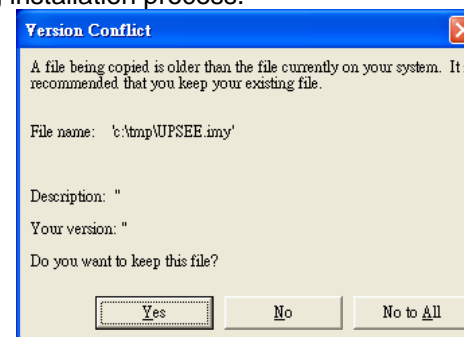 installation process.
Version Conflict
A file being copied is older than the file currently on your system. It
recommended that you keep your existing file.
File name: 'c:\tmp\UPSEE.imy'
Description: "
Your version: "
Do you want to keep this file?
Yes No No to All